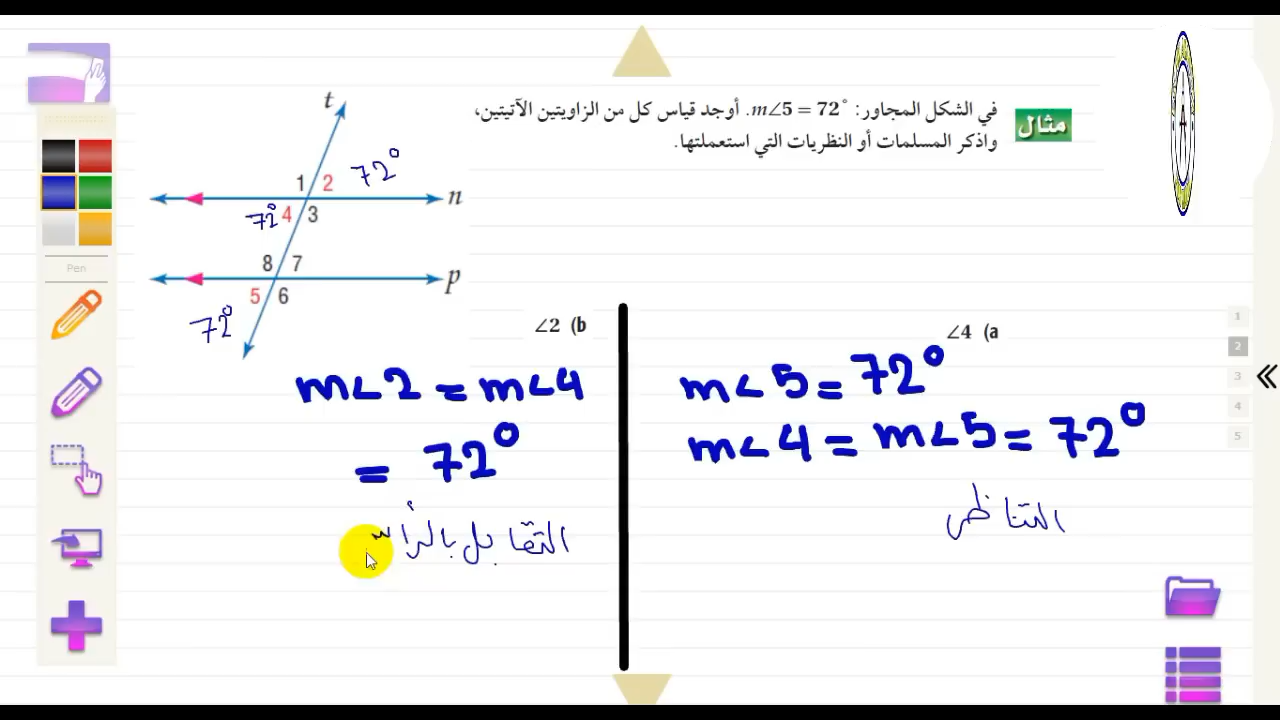 مثال
في الشكل المجاور: m∠5 = 72°. أوجد قياس كل من الزاويتين الآتيتين،
واذكر المسلمات أو النظريات التي استعملتها.
t
1 2 72°
n
72° 4 3
8 7
p
5 6
72°
∠4 (a
m∠5 = 72°
m∠4 = m∠5 = 72°
التناظر
∠2 (b
m∠2 = m∠4
= 72°
التقابل بالرأس
Pen
1
2
3
4
5
A